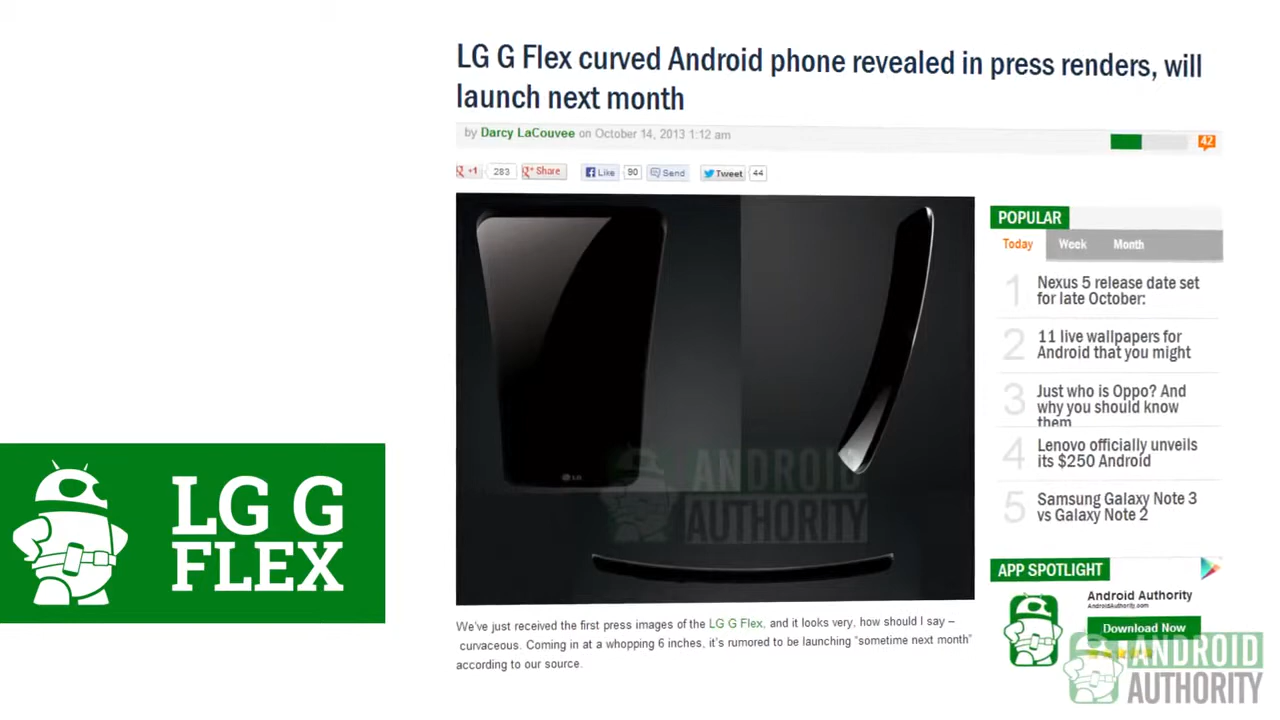 LG G Flex curved Android phone revealed in press renders, will
launch next month
by Darcy LaCouvee on October 14, 2013 1:12 am
42
+1
283
Share
Like
90
Send
Tweet
44
LG
ANDROID
AUTHORITY
We've just received the first press images of the LG G Flex, and it looks very, how should I say –
curvaceous. Coming in at a whopping 6 inches, it's rumored to be launching "sometime next month"
according to our source.
POPULAR
Today
Week
Month
1
Nexus 5 release date set
for late October:
2
11 live wallpapers for
Android that you might
3
Just who is Oppo? And
why you should know
them
4
Lenovo officially unveils
its $250 Android
5
Samsung Galaxy Note 3
vs Galaxy Note 2
APP SPOTLIGHT
Android Authority
AndroidAuthority.com
Download Now
LG G
FLEX
ANDROID
AUTHORITY